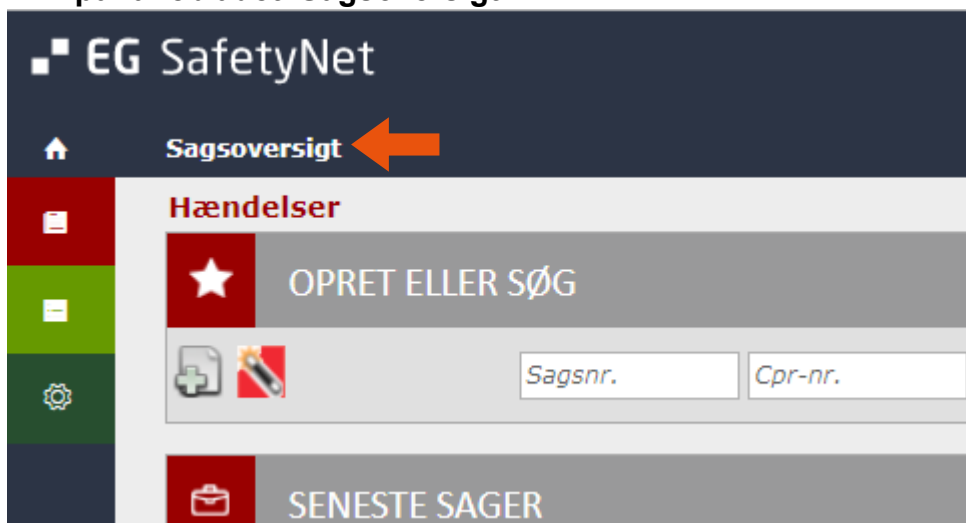 EG SafetyNet
Sagsoversigt
Hændelser
OPRET ELLER SØG
Sagsnr.
Cpr-nr.
SENESTE SAGER